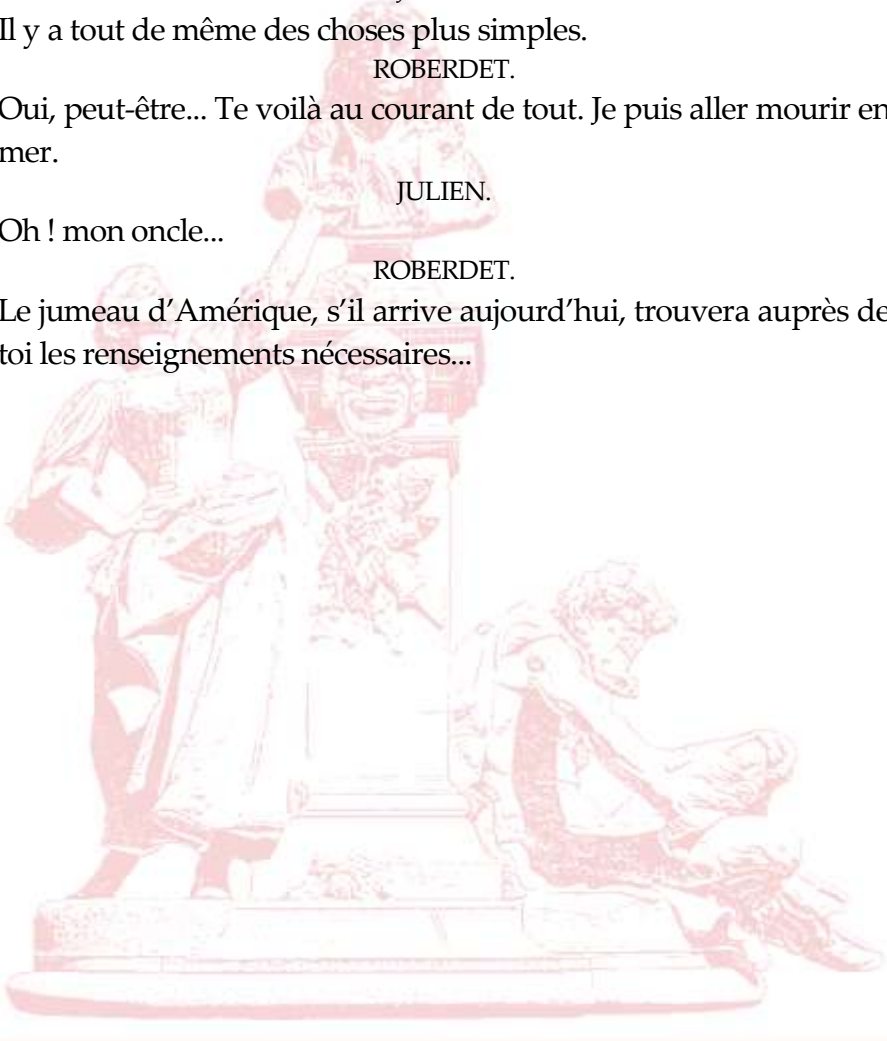 Il y a tout de même des choses plus simples.
ROBERDET.
Oui, peut-être... Te voilà au courant de tout. Je puis aller mourir en
mer.
JULIEN.
Oh ! mon oncle...
ROBERDET.
Le jumeau d’Amérique, s’il arrive aujourd’hui, trouvera auprès de
toi les renseignements nécessaires...